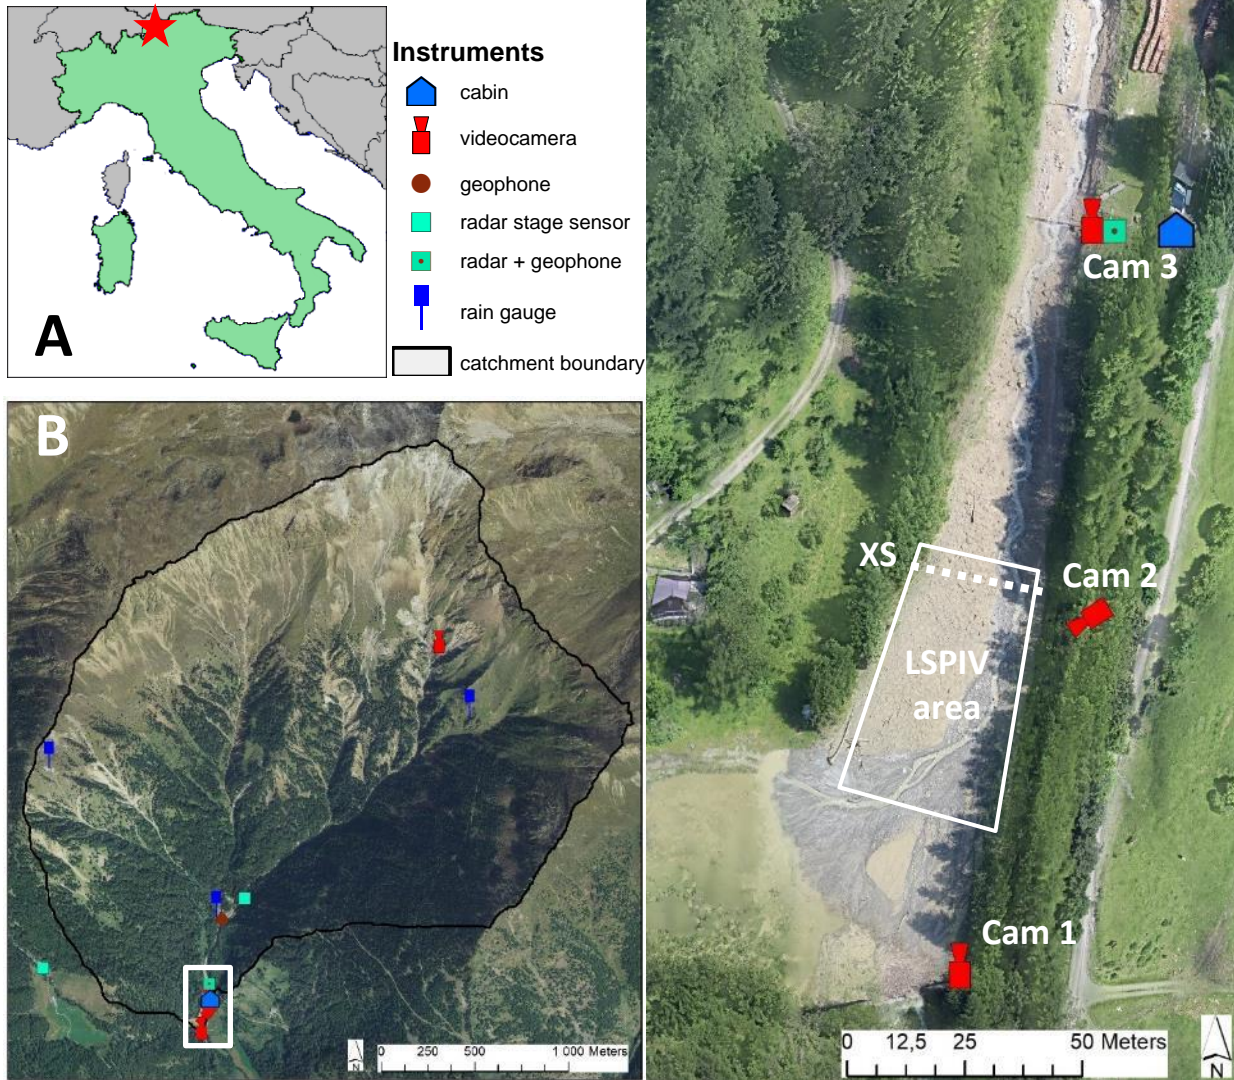 Instruments
cabin
videocamera
geophone
radar stage sensor
radar + geophone
rain gauge
catchment boundary
A
B
N
0 250 500 1 000 Meters
Cam 3
XS
Cam 2
LSPIV
area
Cam 1
0 12,5 25 50 Meters
N